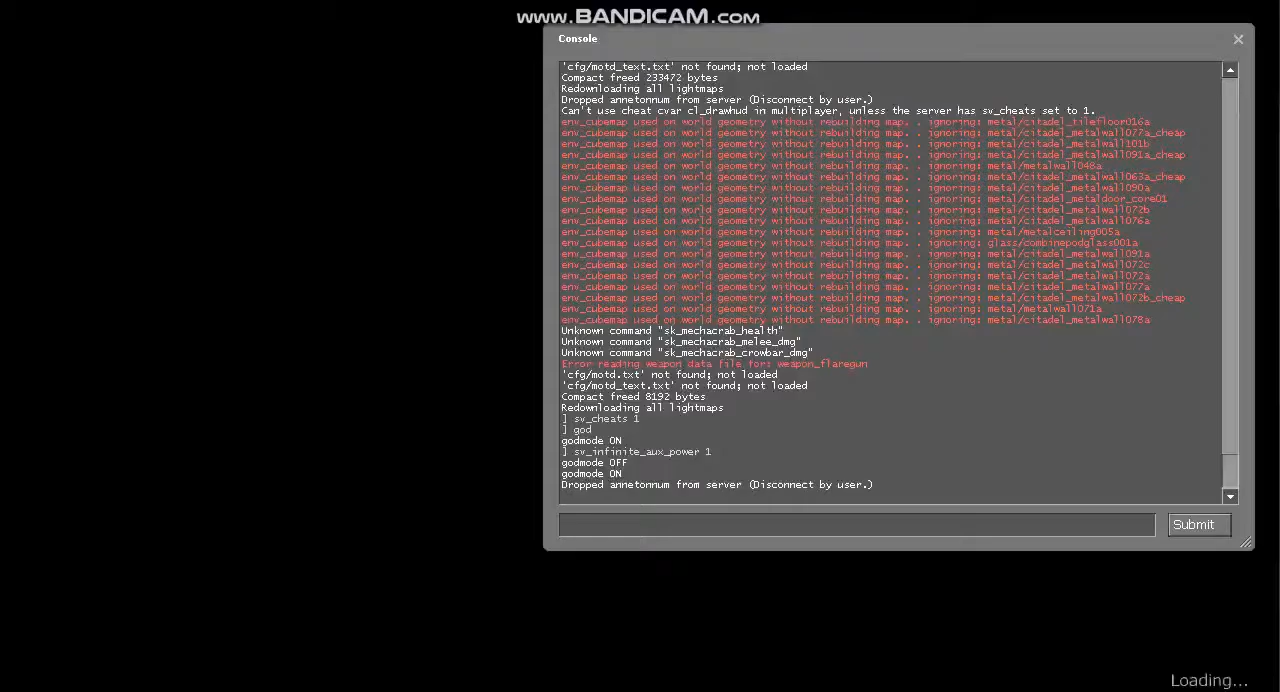 www.BANDICAM.com
Console
'cfg/motd_text.txt' not found; not loaded
Compact freed 233472 bytes
Redownloading all lightmaps
Dropped annetonnum from server (Disconnect by user.)
Can't use cheat cvar cl_drawhud in multiplayer, unless the server has sv_cheats set to 1.
env_cubemap used on world geometry without rebuilding map. . ignoring: metal/citadel_tilefloor016a
env_cubemap used on world geometry without rebuilding map. . ignoring: metal/citadel_metalwall077a_cheap
env_cubemap used on world geometry without rebuilding map. . ignoring: metal/citadel_metalwall101b
env_cubemap used on world geometry without rebuilding map. . ignoring: metal/citadel_metalwall091a_cheap
env_cubemap used on world geometry without rebuilding map. . ignoring: metal/metalwall048a
env_cubemap used on world geometry without rebuilding map. . ignoring: metal/citadel_metalwall063a_cheap
env_cubemap used on world geometry without rebuilding map. . ignoring: metal/citadel_metalwall090a
env_cubemap used on world geometry without rebuilding map. . ignoring: metal/citadel_metaldoor_core01
env_cubemap used on world geometry without rebuilding map. . ignoring: metal/citadel_metalwall072b
env_cubemap used on world geometry without rebuilding map. . ignoring: metal/citadel_metalwall076a
env_cubemap used on world geometry without rebuilding map. . ignoring: metal/metalceiling005a
env_cubemap used on world geometry without rebuilding map. . ignoring: glass/combinepodglass001a
env_cubemap used on world geometry without rebuilding map. . ignoring: metal/citadel_metalwall091a
env_cubemap used on world geometry without rebuilding map. . ignoring: metal/citadel_metalwall072c
env_cubemap used on world geometry without rebuilding map. . ignoring: metal/citadel_metalwall072a
env_cubemap used on world geometry without rebuilding map. . ignoring: metal/citadel_metalwall077a
env_cubemap used on world geometry without rebuilding map. . ignoring: metal/citadel_metalwall072b_cheap
env_cubemap used on world geometry without rebuilding map. . ignoring: metal/metalwall071a
env_cubemap used on world geometry without rebuilding map. . ignoring: metal/citadel_metalwall078a
Unknown command "sk_mechacrab_health"
Unknown command "sk_mechacrab_melee_dmg"
Unknown command "sk_mechacrab_crowbar_dmg"
Error reading weapon data file for: weapon_flaregun
'cfg/motd.txt' not found; not loaded
'cfg/motd_text.txt' not found; not loaded
Compact freed 8192 bytes
Redownloading all lightmaps
] sv_cheats 1
] god
godmode ON
] sv_infinite_aux_power 1
godmode OFF
godmode ON
Dropped annetonnum from server (Disconnect by user.)
Submit
Loading...